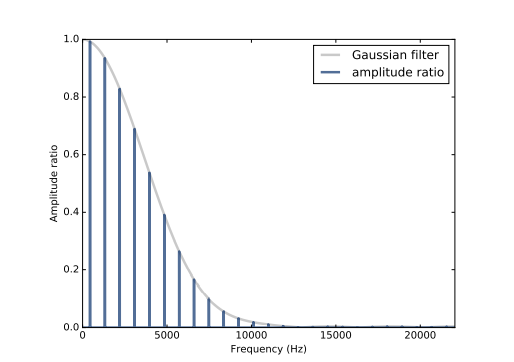 Gaussian filter
amplitude ratio
Amplitude ratio
1.0
0.8
0.6
0.4
0.2
0.0
0 5000 10000 15000 20000
Frequency (Hz)